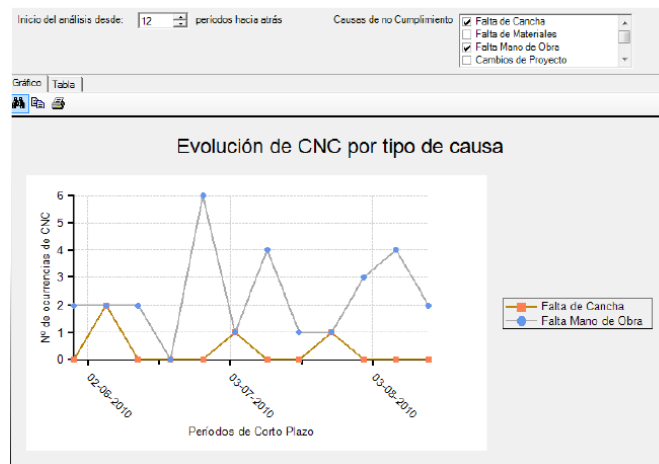 Inicio del análisis desde: 12 períodos hacia atrás Causas de no Cumplimiento
Falta de Cancha
Falta de Materiales
Falta Mano de Obra
Cambios de Proyecto
Gráfico Tabla
Evolución de CNC por tipo de causa
Nº de ocurrencias de CNC
6
5
4
3
2
1
0
02-06-2010
03-07-2010
03-08-2010
Períodos de Corto Plazo
Falta de Cancha
Falta Mano de Obra